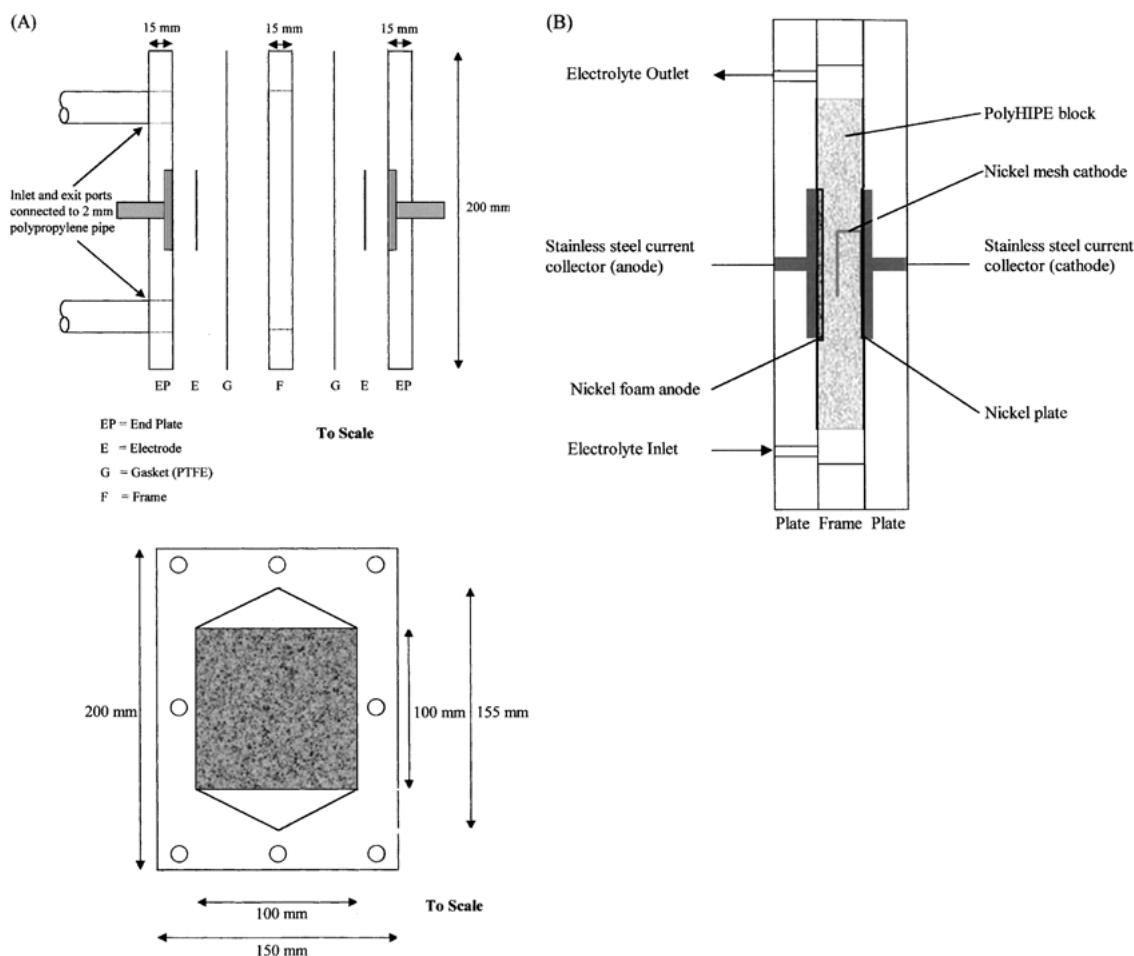 (A)
15 mm
15 mm
15 mm
Inlet and exit ports
connected to 2 mm
polypropylene pipe
200 mm
EP
E
G
F
G
E
EP
EP = End Plate
E = Electrode
G = Gasket (PTFE)
F = Frame
To Scale
200 mm
100 mm
155 mm
100 mm
150 mm
To Scale
(B)
Electrolyte Outlet
PolyHIPE block
Nickel mesh cathode
Stainless steel current
collector (anode)
Stainless steel current
collector (cathode)
Nickel foam anode
Nickel plate
Electrolyte Inlet
Plate Frame Plate